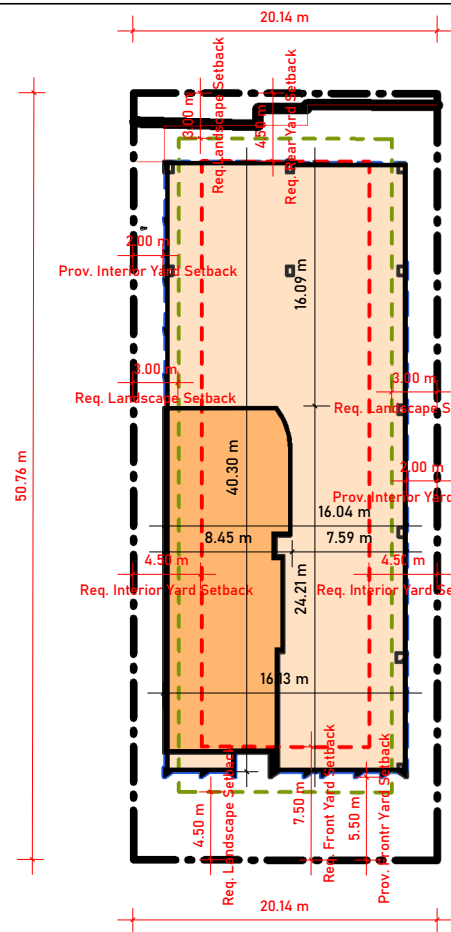 20.14 m
3.00 m
Req. Landscape Setback
4.50 m
Req. Rear Yard Setback
2.00 m
Prov. Interior Yard Setback
16.09 m
3.00 m
Req. Landscape Setback
3.00 m
Req. Landscape S
50.76 m
40.30 m
2.00 m
Prov. Interior Yard
16.04 m
8.45 m
7.59 m
4.50 m
Req. Interior Yard Setback
24.21 m
4.50 m
Req. Interior Yard Se
16.13 m
4.50 m
Req. Landscape Setback
7.50 m
Req. Front Yard Setback
5.50 m
Prov. Frontr Yard Setback
20.14 m